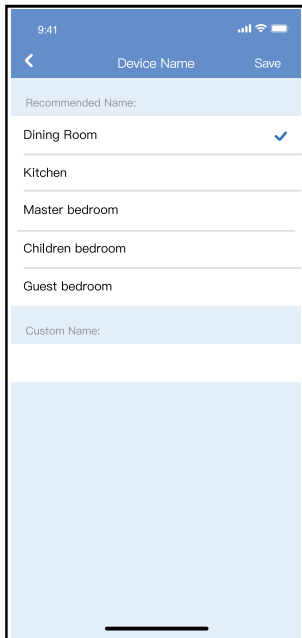 9:41
Device Name Save
Recommended Name:
Dining Room
Kitchen
Master bedroom
Children bedroom
Guest bedroom
Custom Name: